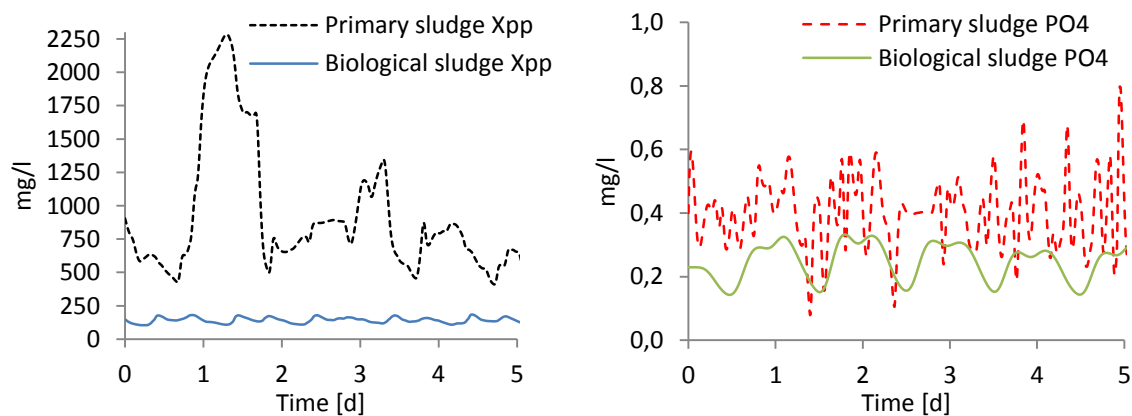 Primary sludge Xpp
Biological sludge Xpp
2250
2000
1750
1500
1250
1000
750
500
250
0
mg/l
0 1 2 3 4 5
Time [d]
Primary sludge PO4
Biological sludge PO4
1,0
0,8
0,6
0,4
0,2
0,0
mg/l
0 1 2 3 4 5
Time [d]